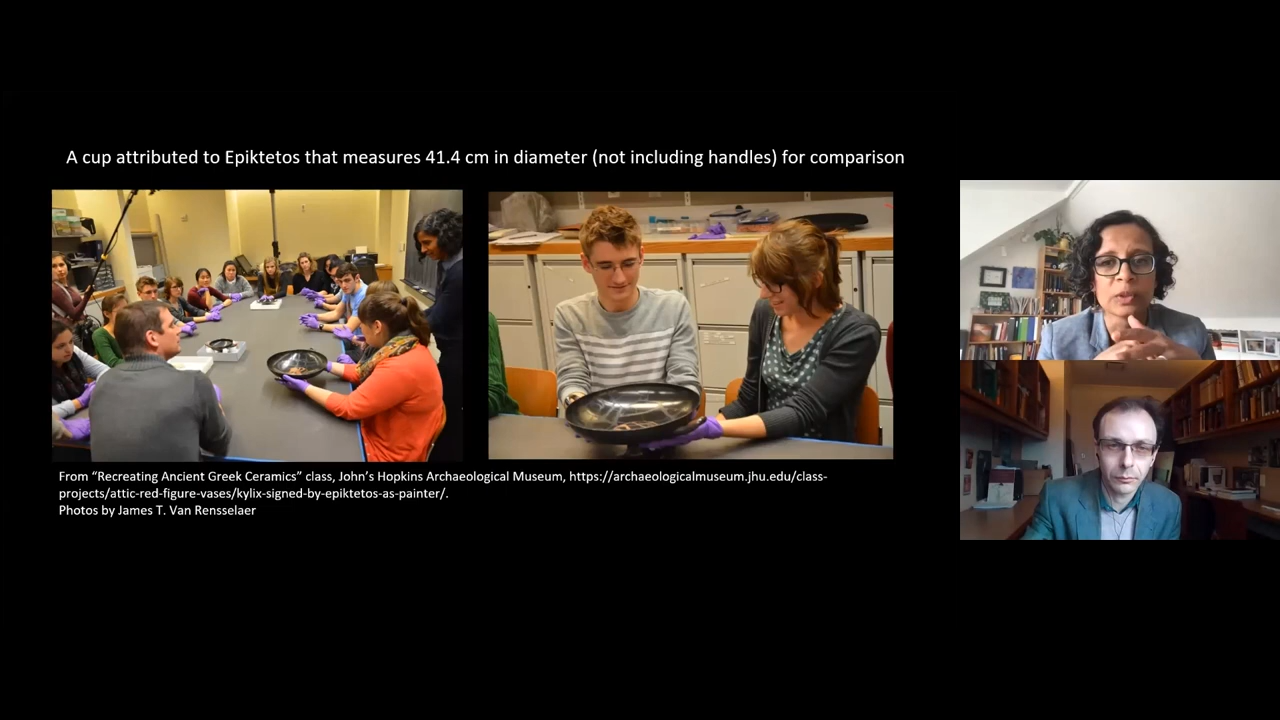 A cup attributed to Epiktetos that measures 41.4 cm in diameter (not including handles) for comparison
From “Recreating Ancient Greek Ceramics” class, John’s Hopkins Archaeological Museum, https://archaeologicalmuseum.jhu.edu/class-
projects/attic-red-figure-vases/kylix-signed-by-epiktetos-as-painter/.
Photos by James T. Van Rensselaer